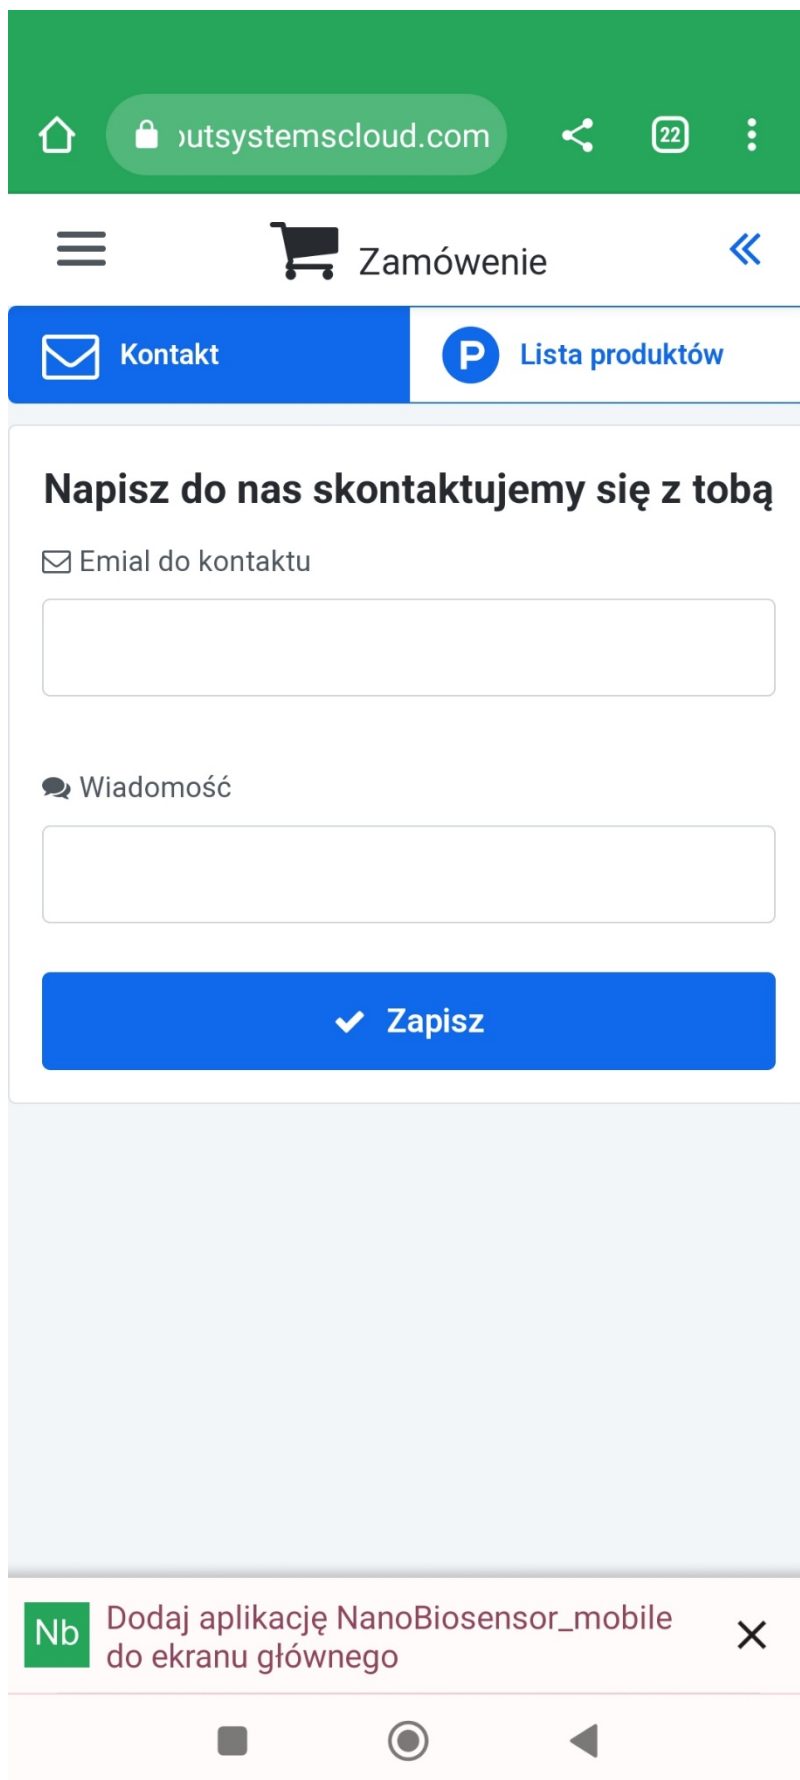 outsystemscloud.com
22
Zamówenie
Kontakt
P Lista produktów
Napisz do nas skontaktujemy się z tobą
Emial do kontaktu
Wiadomość
Zapisz
Nb
Dodaj aplikację NanoBiosensor_mobile
do ekranu głównego